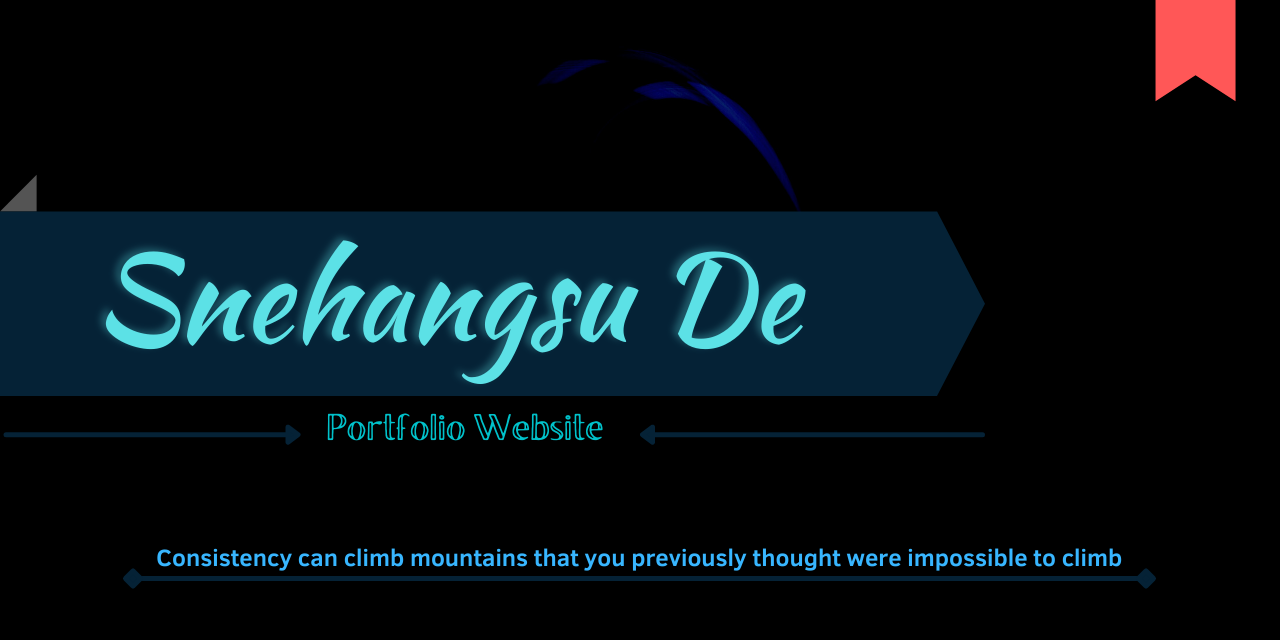 Snehangsu De
Portfolio Website
Consistency can climb mountains that you previously thought were impossible to climb